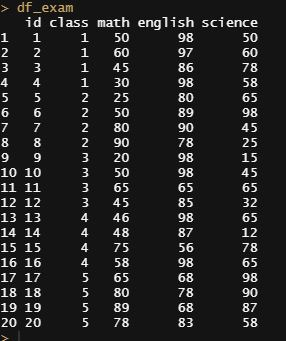 > df_exam
id class math english science
1 1 1 50 98 50
2 2 1 60 97 60
3 3 1 45 86 78
4 4 1 30 98 58
5 5 2 25 80 65
6 6 2 50 89 98
7 7 2 80 90 45
8 8 2 90 78 25
9 9 3 20 98 15
10 10 3 50 98 45
11 11 3 65 65 65
12 12 3 45 85 32
13 13 4 46 98 65
14 14 4 48 87 12
15 15 4 75 56 78
16 16 4 58 98 65
17 17 5 65 68 98
18 18 5 80 78 90
19 19 5 89 68 87
20 20 5 78 83 58
>